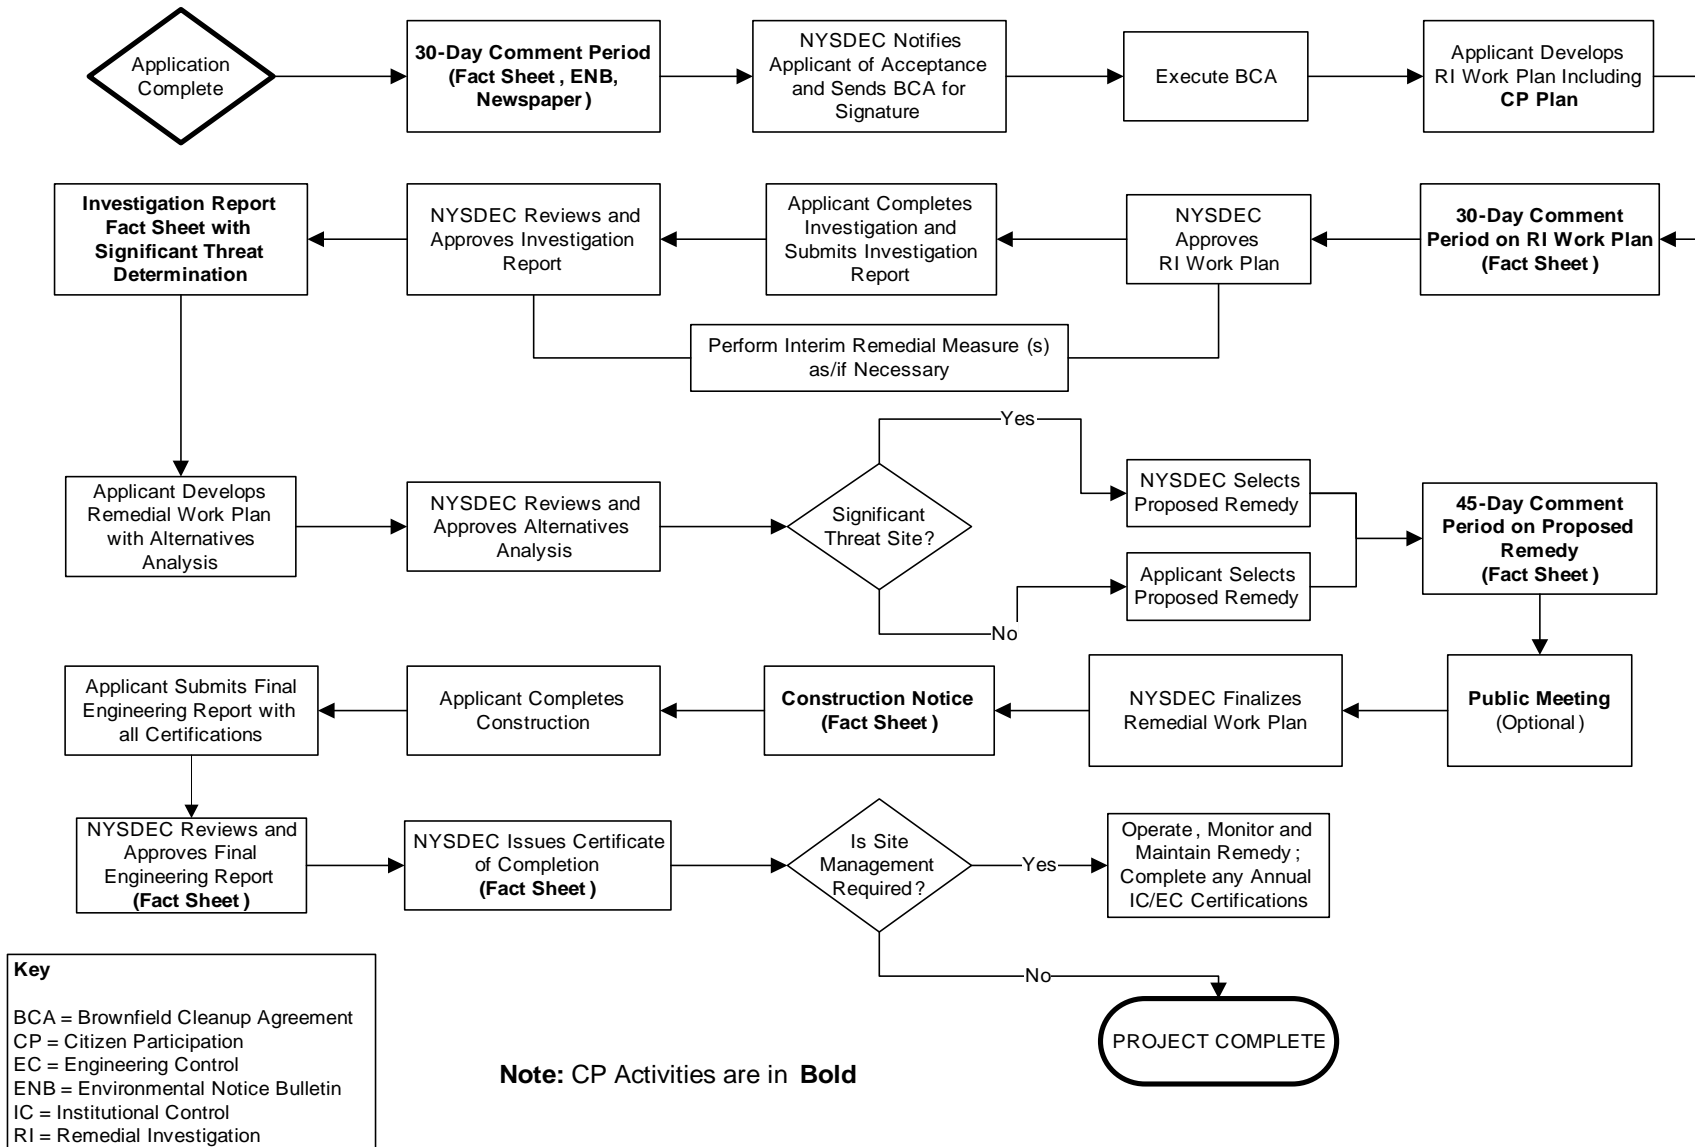 Application
Complete
30-Day Comment Period
(Fact Sheet, ENB,
Newspaper)
NYSDEC Notifies
Applicant of Acceptance
and Sends BCA for
Signature
Execute BCA
Applicant Develops
RI Work Plan Including
CP Plan
Investigation Report
Fact Sheet with
Significant Threat
Determination
NYSDEC Reviews and
Approves Investigation
Report
Applicant Completes
Investigation and
Submits Investigation
Report
NYSDEC
Approves
RI Work Plan
30-Day Comment
Period on RI Work Plan
(Fact Sheet)
Perform Interim Remedial Measure (s)
as/if Necessary
Applicant Develops
Remedial Work Plan
with Alternatives
Analysis
NYSDEC Reviews and
Approves Alternatives
Analysis
Significant
Threat Site?
Yes
No
NYSDEC Selects
Proposed Remedy
Applicant Selects
Proposed Remedy
45-Day Comment
Period on Proposed
Remedy
(Fact Sheet)
Applicant Submits Final
Engineering Report with
all Certifications
Applicant Completes
Construction
Construction Notice
(Fact Sheet)
NYSDEC Finalizes
Remedial Work Plan
Public Meeting
(Optional)
NYSDEC Reviews and
Approves Final
Engineering Report
(Fact Sheet)
NYSDEC Issues Certificate
of Completion
(Fact Sheet)
Is Site
Management
Required?
Yes
Operate, Monitor and
Maintain Remedy;
Complete any Annual
IC/EC Certifications
No
PROJECT COMPLETE
Key
BCA = Brownfield Cleanup Agreement
CP = Citizen Participation
EC = Engineering Control
ENB = Environmental Notice Bulletin
IC = Institutional Control
RI = Remedial Investigation
Note: CP Activities are in Bold